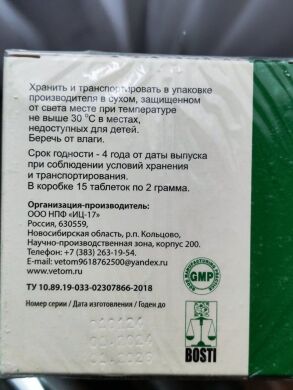 Хранить и транспортировать в упаковке
производителя в сухом, защищенном
от света месте при температуре
не выше 30 °С в местах,
недоступных для детей.
Беречь от влаги.
Срок годности - 4 года от даты выпуска
при соблюдении условий хранения
и транспортирования.
В коробке 15 таблеток по 2 грамма.
Организация-производитель:
ООО НПФ «ИЦ-17»
Россия, 630559,
Новосибирская область, р.п. Кольцово,
Научно-производственная зона, корпус 200.
Телефон: +7 (383) 263-19-54.
E-mail: vetom9618762500@yandex.ru
www.vetom.ru
ТУ 10.89.19-033-02307866-2018
Номер серии / Дата изготовления / Годен до
GOOD MANUFACTURING PRACTICE
GMP
BOSTI